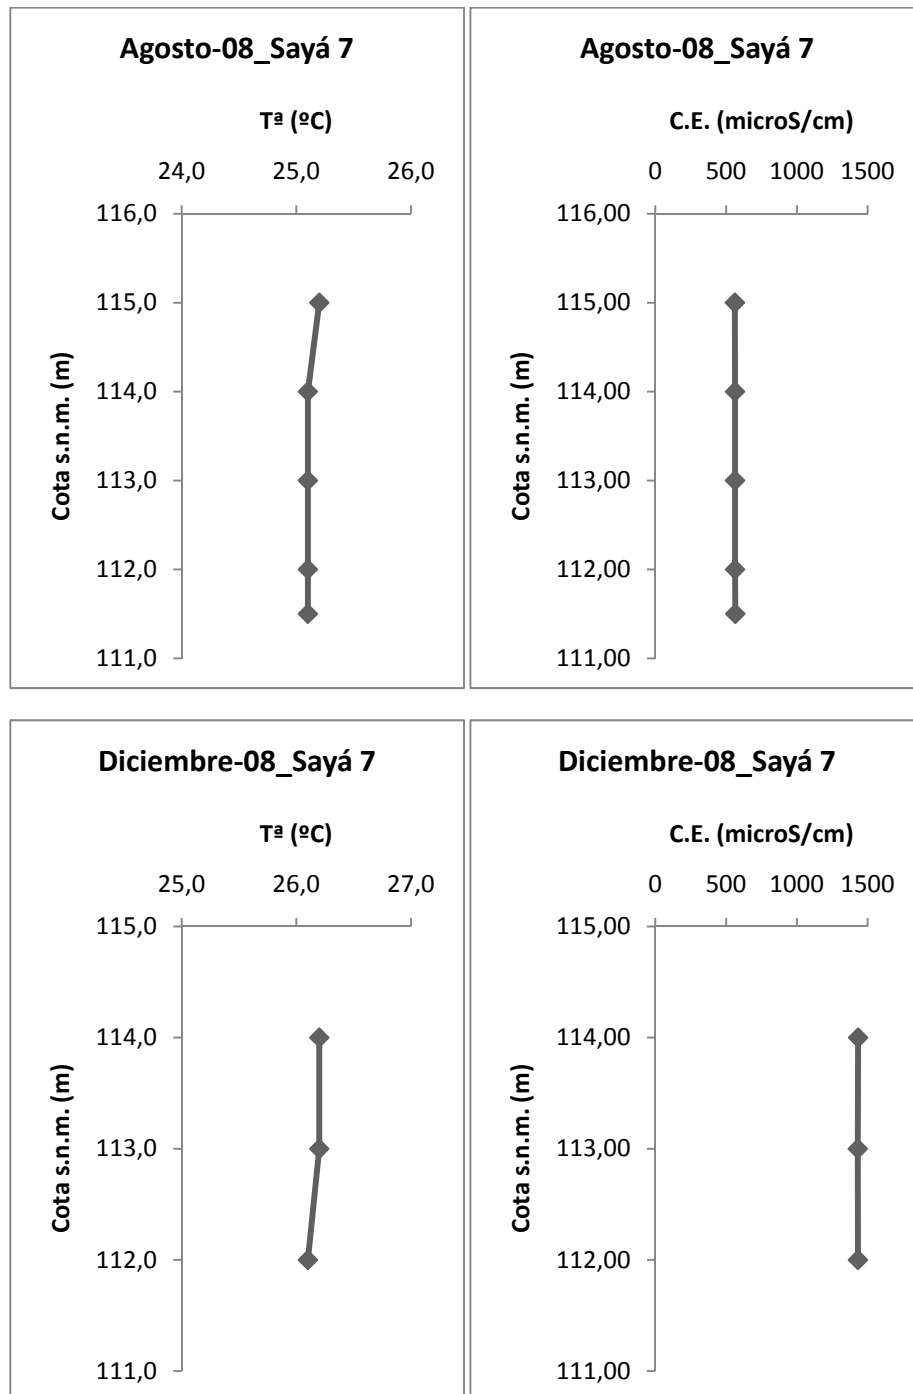 Agosto-08_Sayá 7
Tª (ºC)
24,0 25,0 26,0
116,0
115,0
114,0
113,0
112,0
111,0
Cota s.n.m. (m)
Agosto-08_Sayá 7
C.E. (microS/cm)
0 500 1000 1500
116,00
115,00
114,00
113,00
112,00
111,00
Cota s.n.m. (m)
Diciembre-08_Sayá 7
Tª (ºC)
25,0 26,0 27,0
115,0
114,0
113,0
112,0
111,0
Cota s.n.m. (m)
Diciembre-08_Sayá 7
C.E. (microS/cm)
0 500 1000 1500
115,00
114,00
113,00
112,00
111,00
Cota s.n.m. (m)